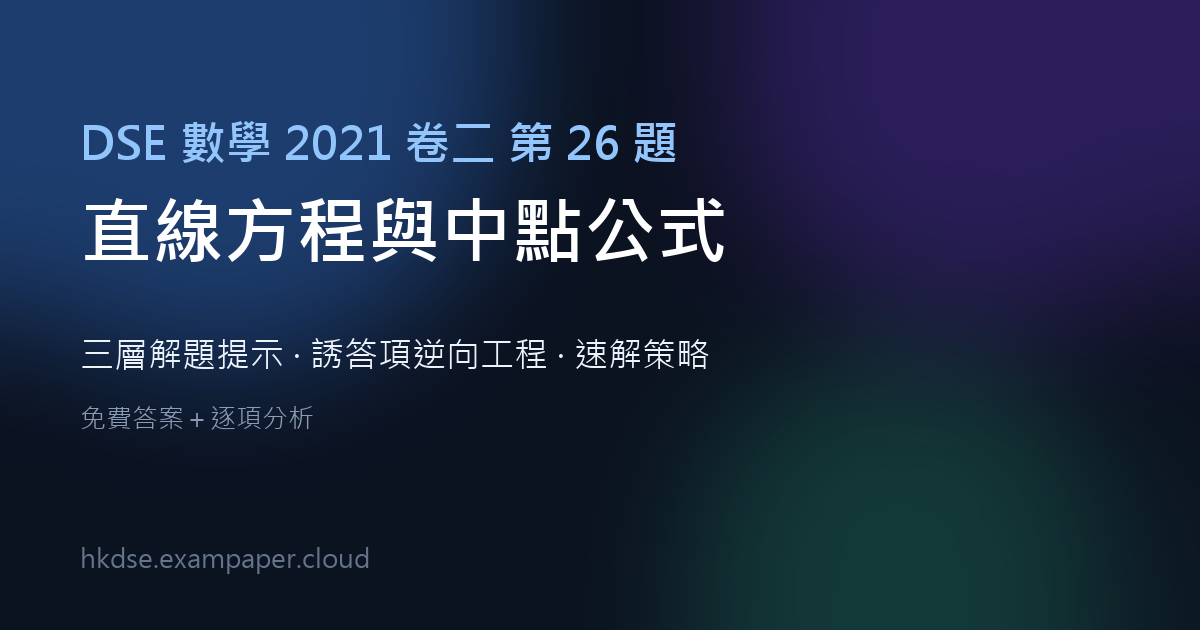 DSE 數學 2021 卷二 第 26 題
直線方程與中點公式
三層解題提示 · 誘答項逆向工程 · 速解策略
免費答案 + 逐項分析
hkdse.exampaper.cloud